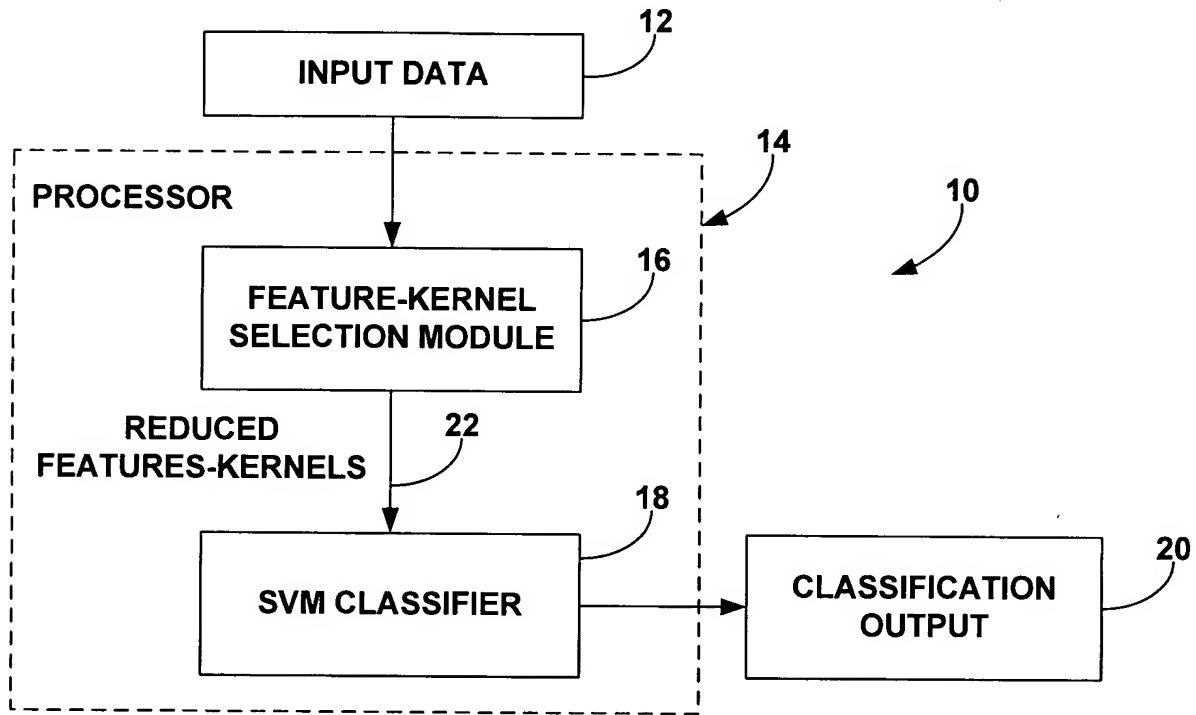 12
INPUT DATA
14
PROCESSOR
10
16
FEATURE-KERNEL
SELECTION MODULE
REDUCED
FEATURES-KERNELS
22
18
SVM CLASSIFIER
20
CLASSIFICATION
OUTPUT